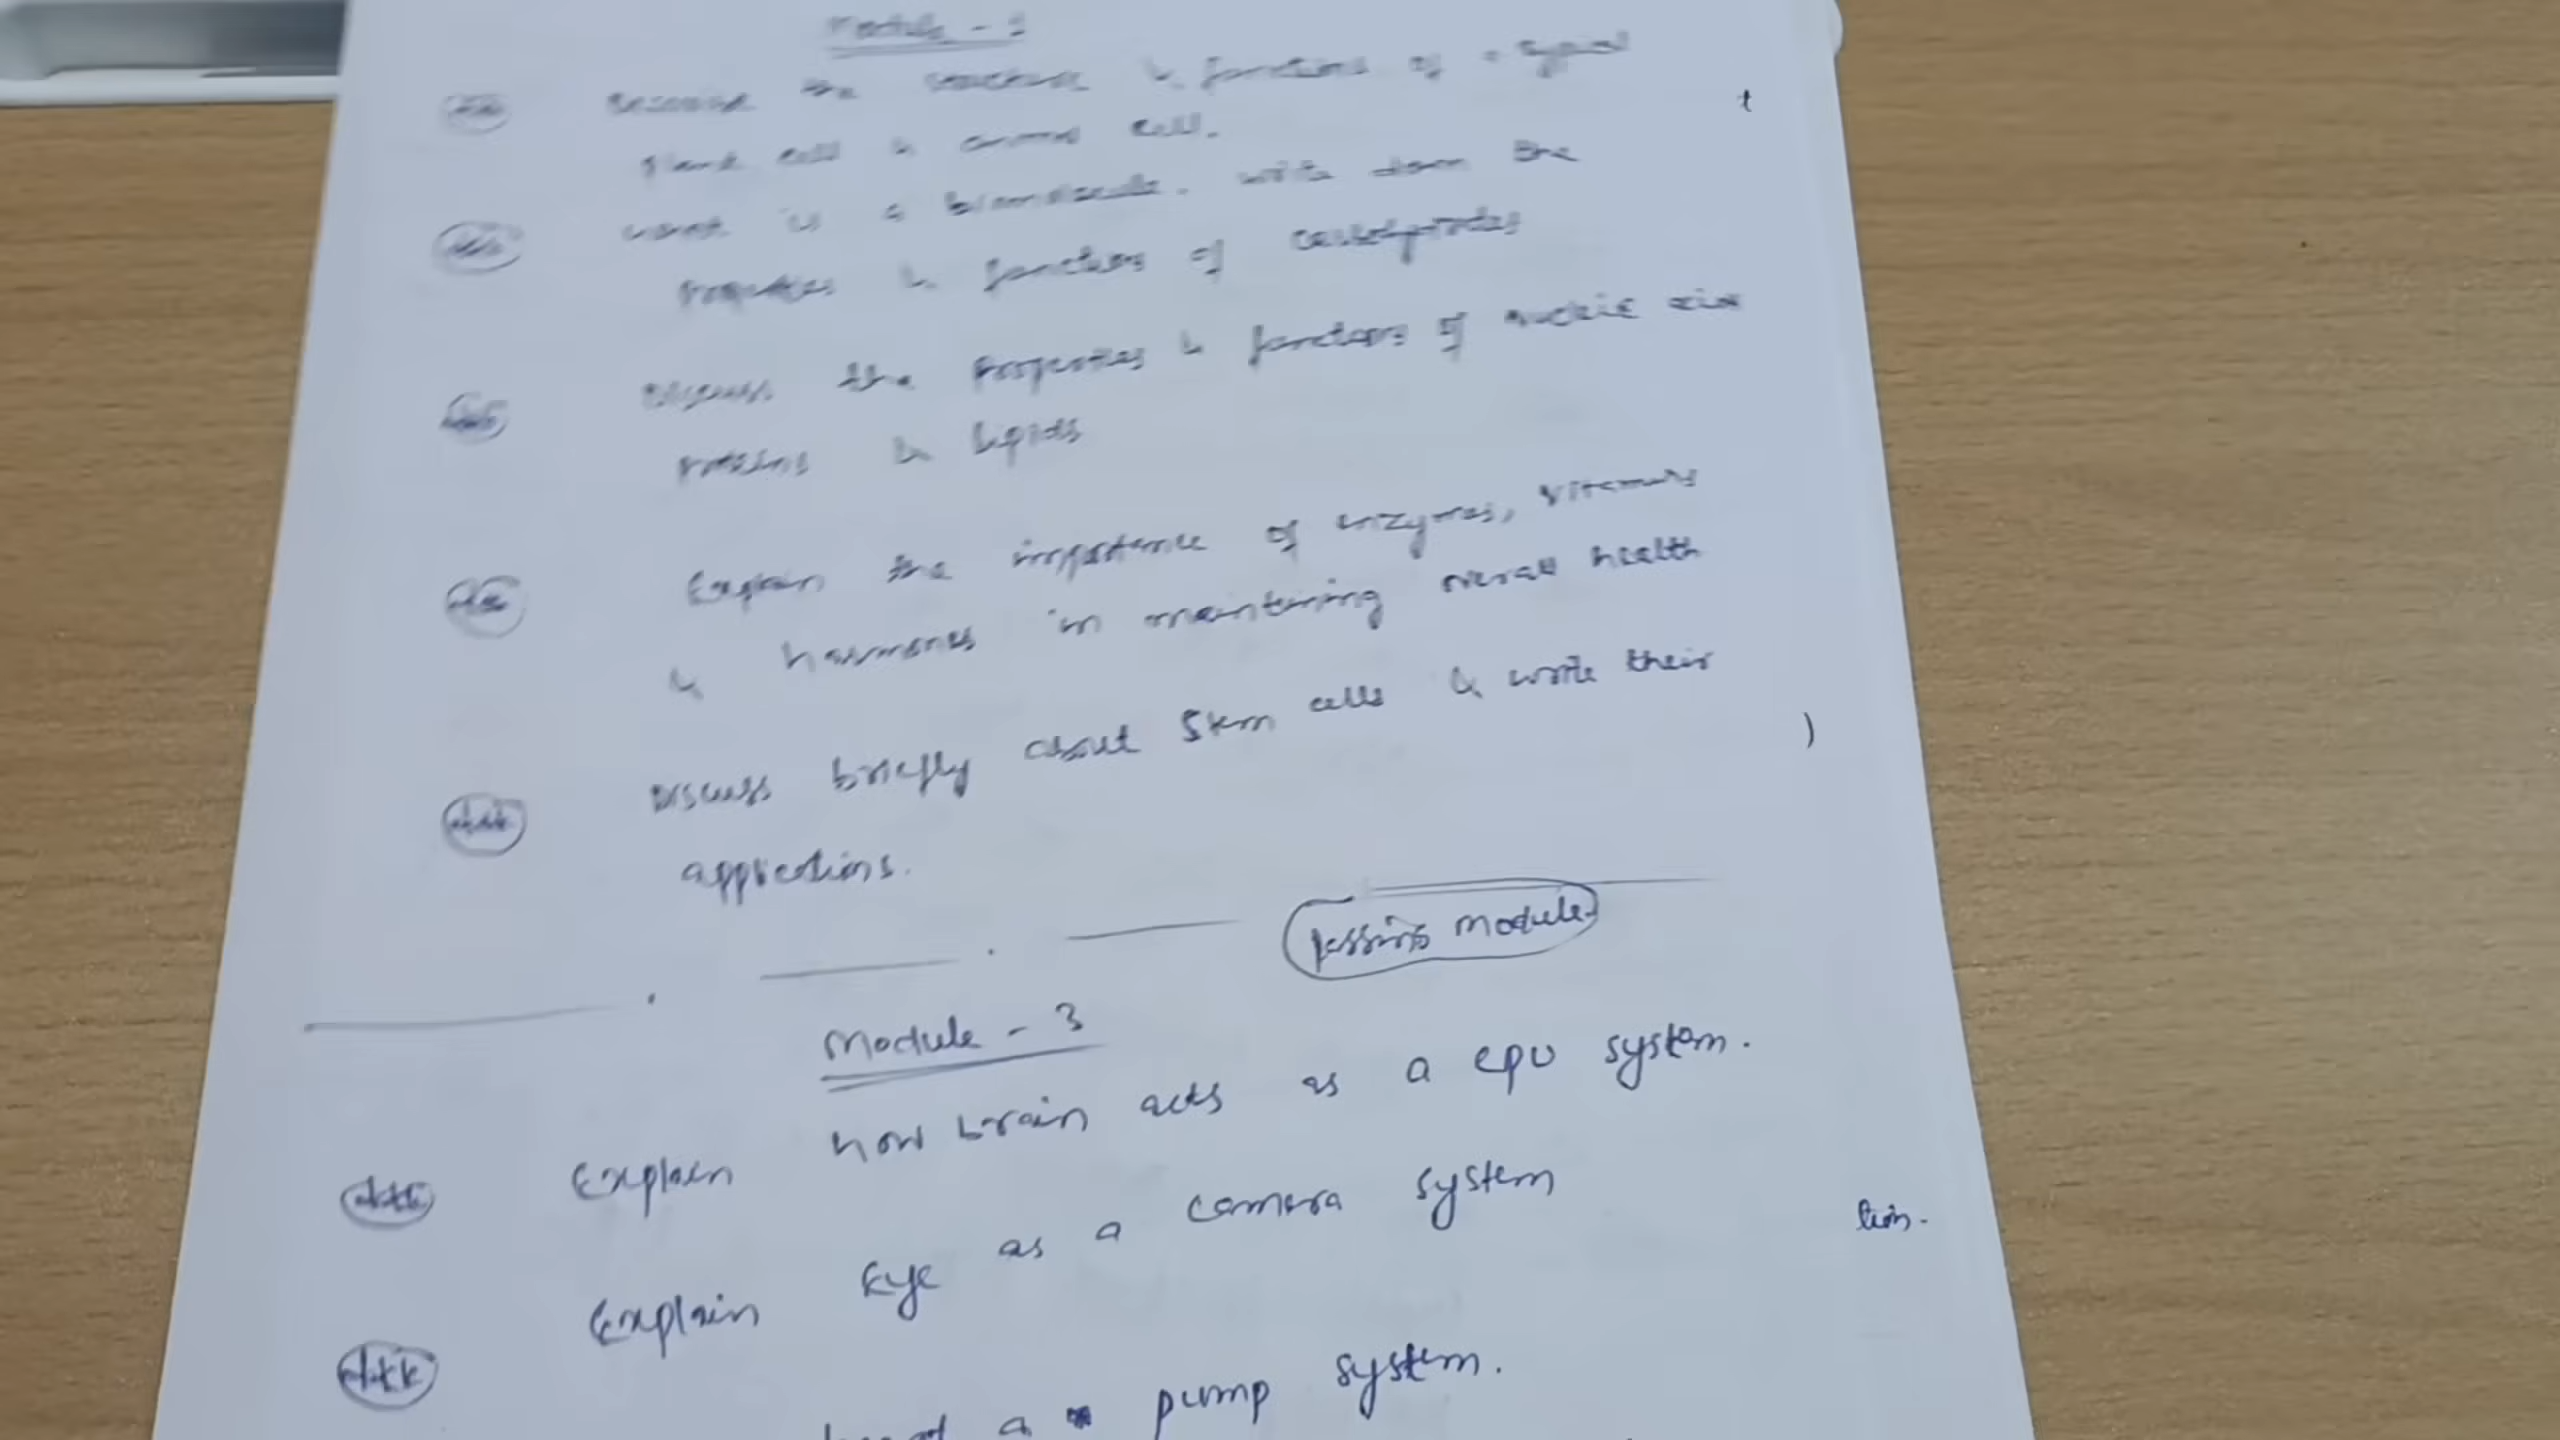 Module - 1
Describe the structure & functions of a typical
plant cell & animal cell.
what is a biomolecule. write down the
Properties & functions of carbohydrates
Discuss the Properties & functions of nucleic acid
proteins & lipids
Explain the importance of enzymes, vitamins
& harmones in maintaining overall health
Discuss briefly about Stem cells & write their
applications.
passing module
Module - 3
Explain how brain acts as a CPU system.
Explain Eye as a camera system
tion.
a pump system.